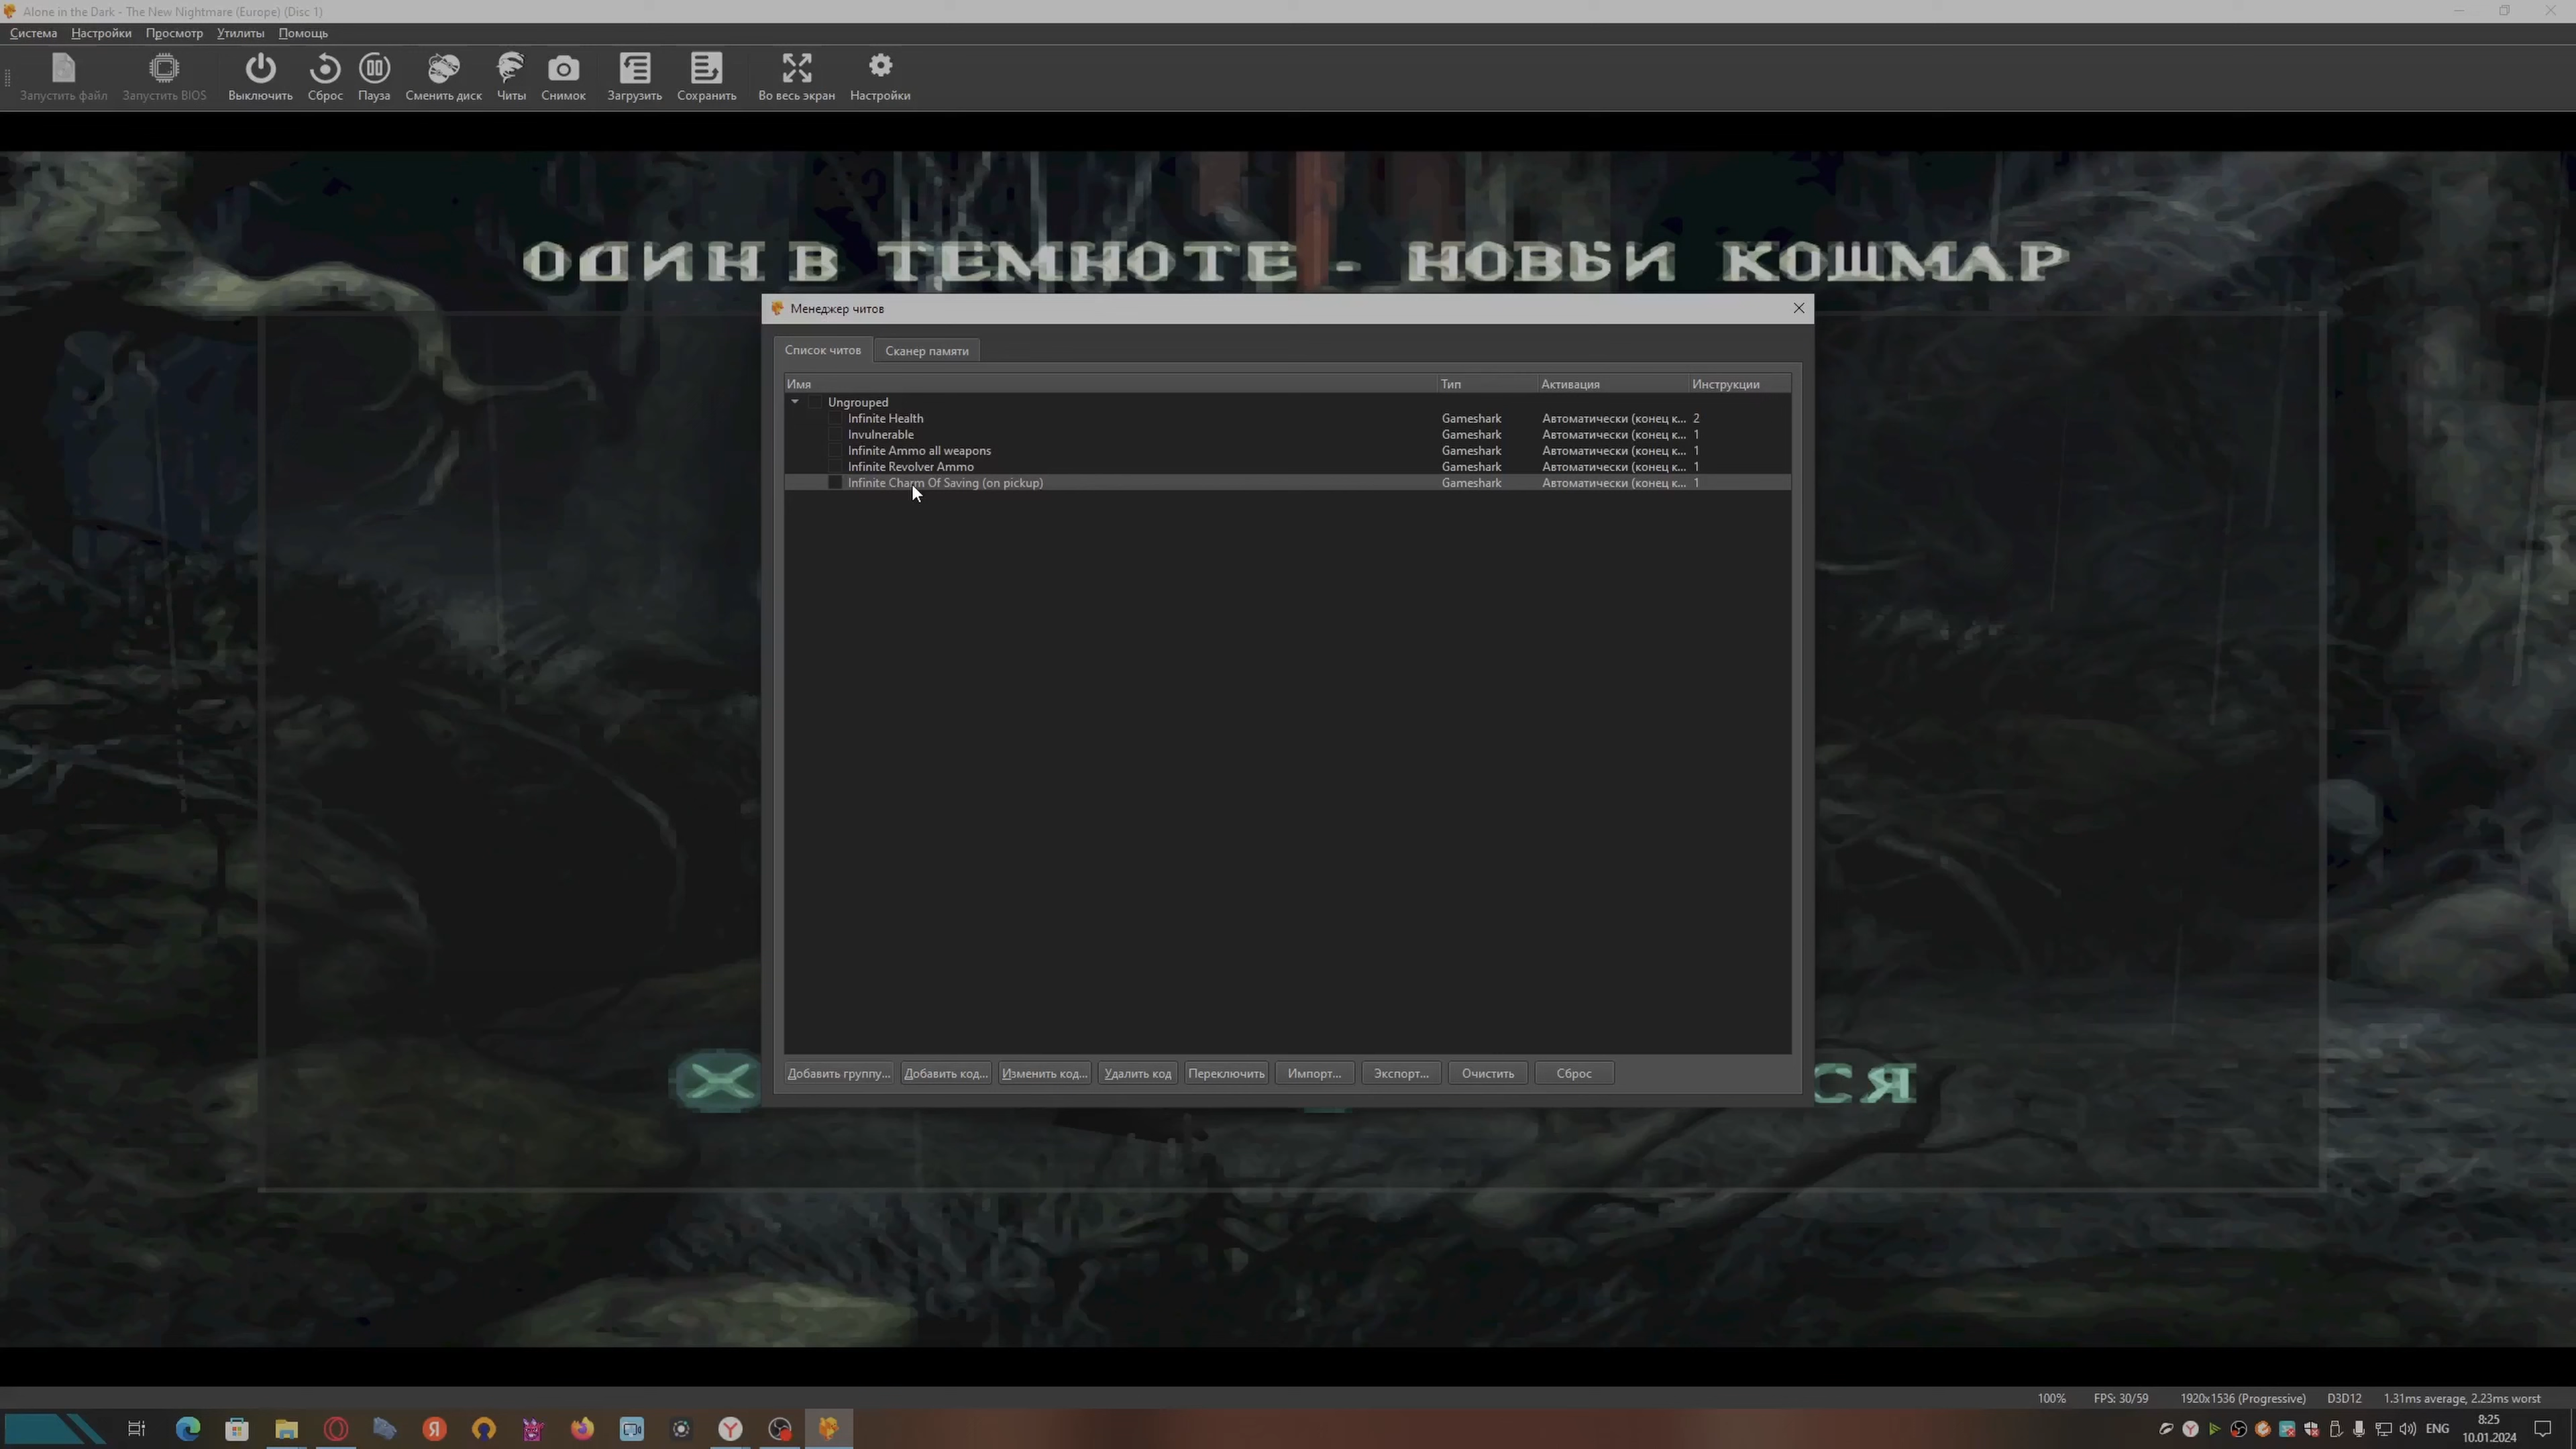 Alone in the Dark - The New Nightmare (Europe) (Disc 1)
Система Настройки Просмотр Утилиты Помощь
Запустить файл Запустить BIOS Выключить Сброс Пауза Сменить диск Читы Снимок Загрузить Сохранить Во весь экран Настройки
ОДИН В ТЕМНОТЕ - НОВЬИ КОШМАР
Менеджер читов
Список читов Сканер памяти
Имя Тип Активация Инструкции
Ungrouped
Infinite Health Gameshark Автоматически (конец к... 2
Invulnerable Gameshark Автоматически (конец к... 1
Infinite Ammo all weapons Gameshark Автоматически (конец к... 1
Infinite Revolver Ammo Gameshark Автоматически (конец к... 1
Infinite Charm Of Saving (on pickup) Gameshark Автоматически (конец к... 1
Добавить группу... Добавить код... Изменить код... Удалить код Переключить Импорт... Экспорт... Очистить Сброс
СЯ
100% FPS: 30/59 1920x1536 (Progressive) D3D12 1.31ms average, 2.23ms worst
ENG
8:25
10.01.2024